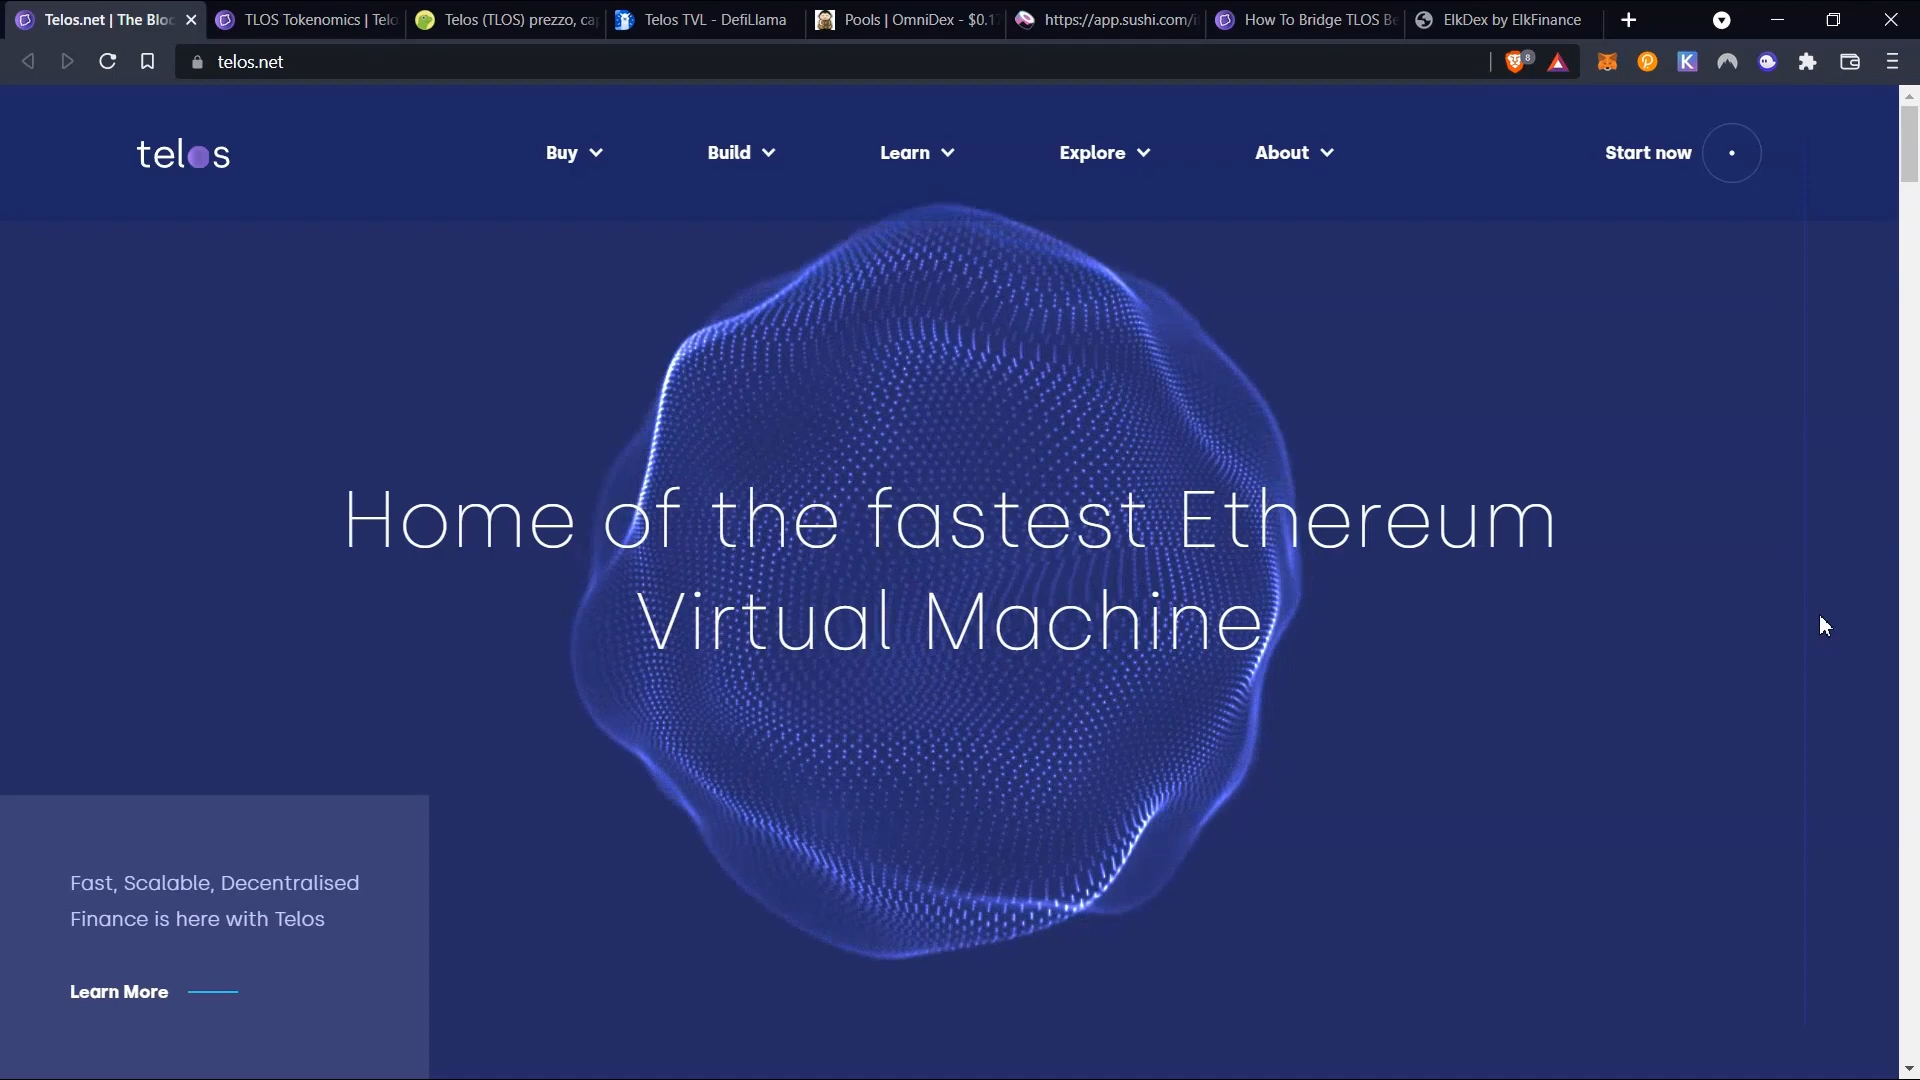 Telos.net | The Bloc
TLOS Tokenomics | Telo
Telos (TLOS) prezzo, ca
Telos TVL - DefiLlama
Pools | OmniDex - $0.1
https://app.sushi.com/
How To Bridge TLOS Be
ElkDex by ElkFinance
telos.net
8
telos
Buy
Build
Learn
Explore
About
Start now
Home of the fastest Ethereum
Virtual Machine
Fast, Scalable, Decentralised
Finance is here with Telos
Learn More